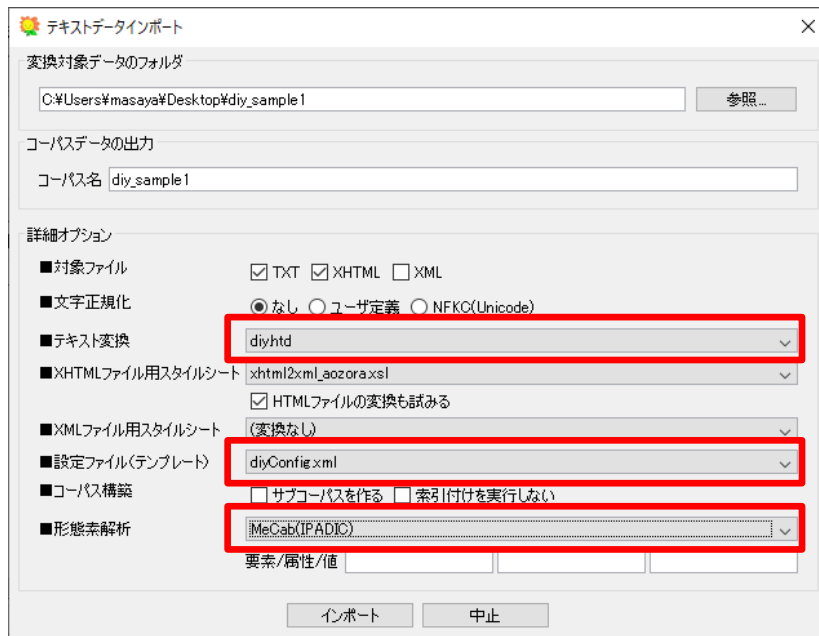 テキストデータインポート
変換対象データのフォルダ
C:¥Users¥masaya¥Desktop¥diy_sample1 参照...
コーパスデータの出力
コーパス名 diy_sample1
詳細オプション
■対象ファイル TXT XHTML XML
■文字正規化 なし ユーザ定義 NFKC(Unicode)
■テキスト変換 diy.htd
■XHTMLファイル用スタイルシート xhtml2xml_aozora.xsl
HTMLファイルの変換も試みる
■XMLファイル用スタイルシート (変換なし)
■設定ファイル(テンプレート) diyConfig.xml
■コーパス構築 サブコーパスを作る 索引付けを実行しない
■形態素解析 MeCab(IPADIC)
要素/属性/値
インポート 中止